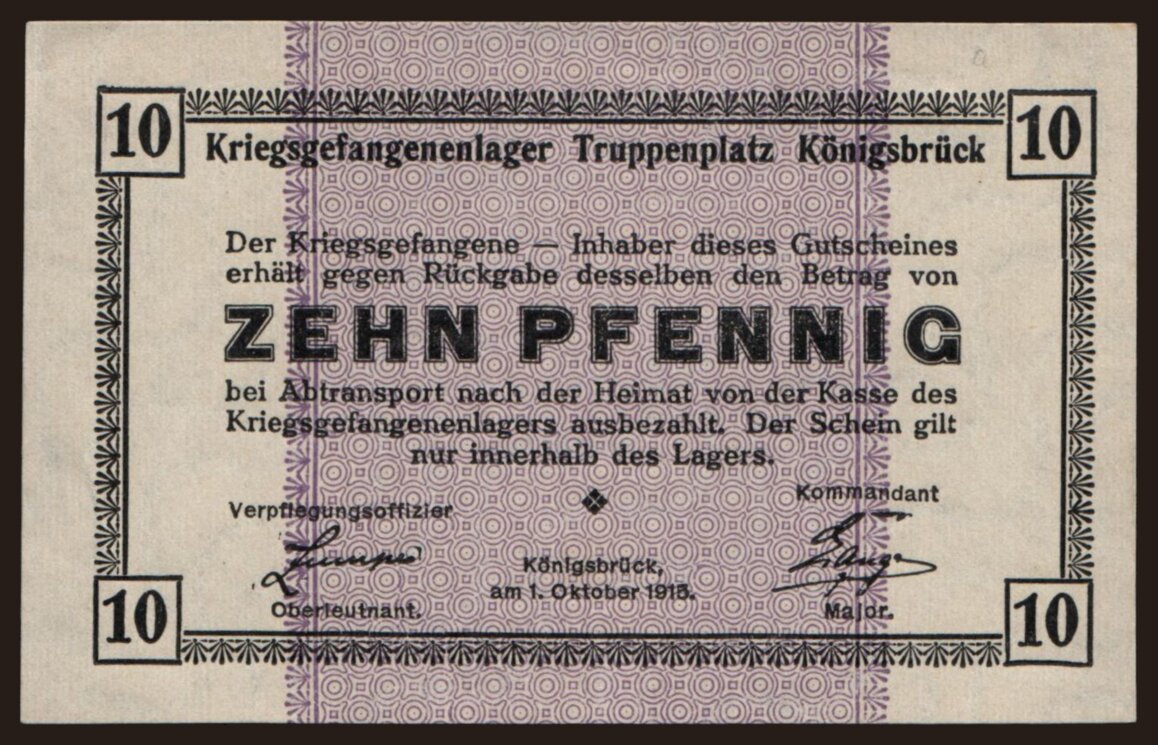 10 10
Kriegsgefangenenlager Truppenplatz Königsbrück
Der Kriegsgefangene — Inhaber dieses Gutscheines
erhält gegen Rückgabe desselben den Betrag von
ZEHN PFENNIG
bei Abtransport nach der Heimat von der Kasse des
Kriegsgefangenenlagers ausbezahlt. Der Schein gilt
nur innerhalb des Lagers.
Verpflegungsoffizier
Kommandant
Königsbrück,
am 1. Oktober 1915.
Oberleutnant.
Major.
10 10